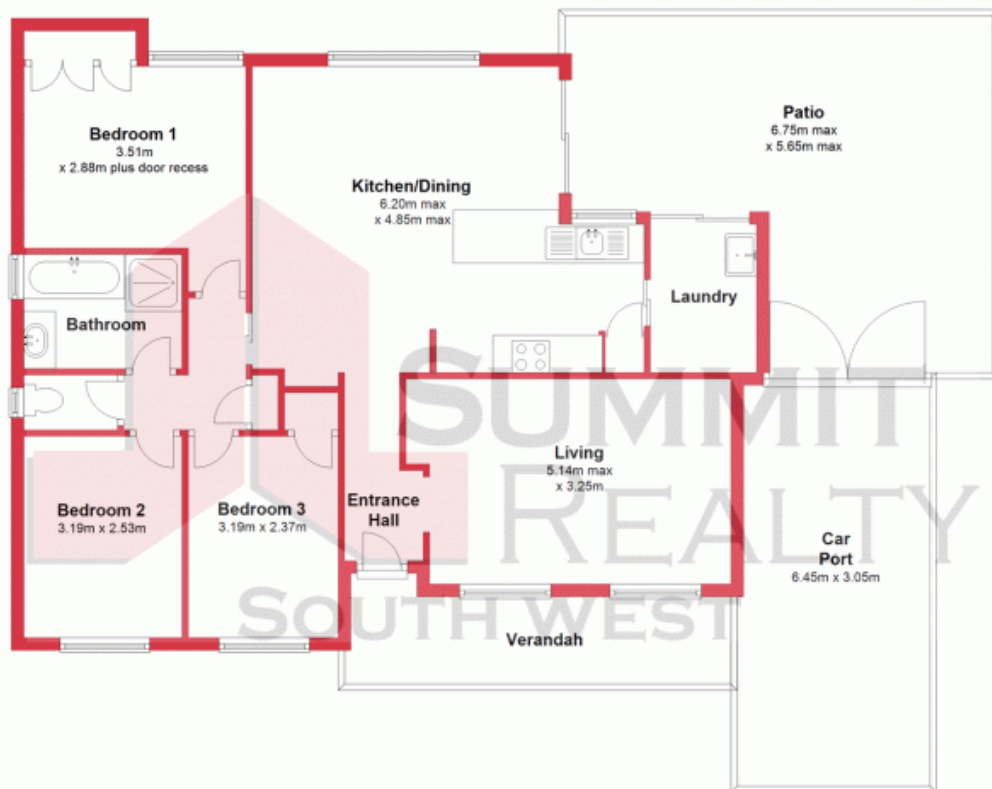 Bedroom 1
3.51m
x 2.88m plus door recess
Kitchen/Dining
6.20m max
x 4.85m max
Patio
6.75m max
x 5.65m max
Laundry
Bathroom
Living
5.14m max
x 3.25m
Entrance
Hall
Bedroom 2
3.19m x 2.53m
Bedroom 3
3.19m x 2.37m
Car
Port
6.45m x 3.05m
Verandah
SUMMIT
REALTY
SOUTH WEST